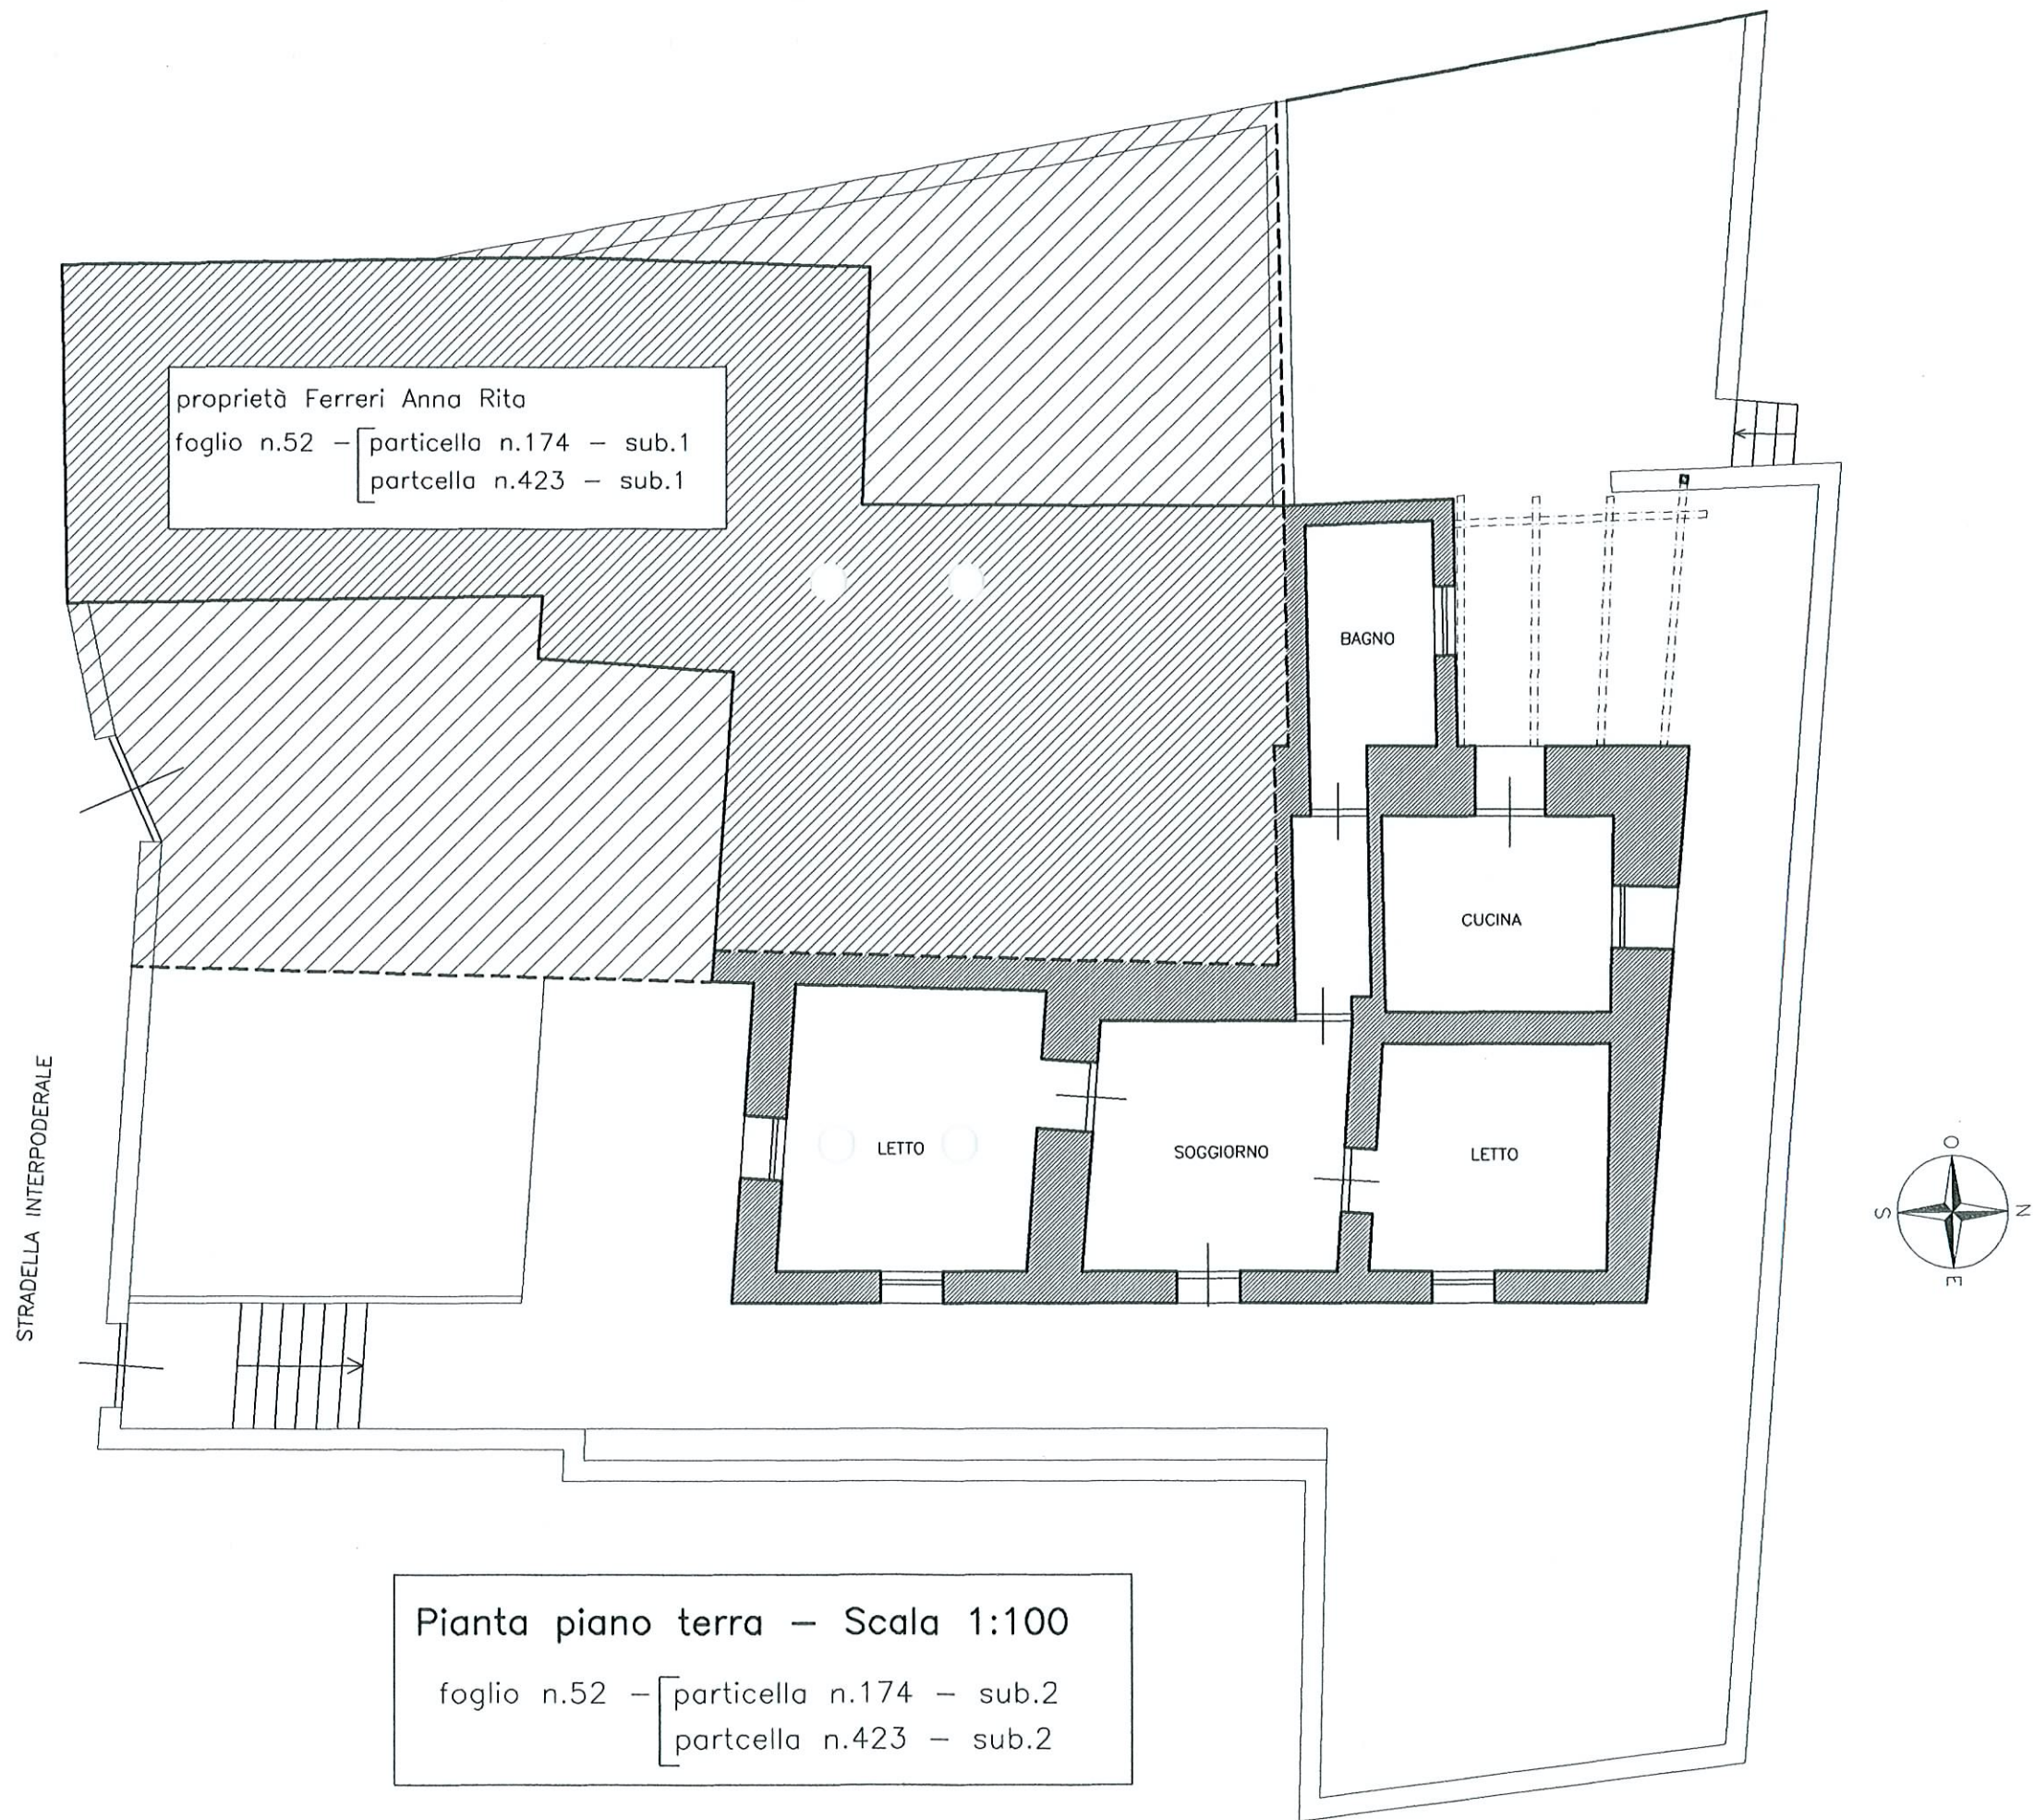 proprietà Ferreri Anna Rita
foglio n.52 – particella n.174 – sub.1
partcella n.423 – sub.1
BAGNO
CUCINA
LETTO
SOGGIORNO
LETTO
STRADELLA INTERPODERALE
O
S
N
E
Pianta piano terra – Scala 1:100
foglio n.52 – particella n.174 – sub.2
partcella n.423 – sub.2